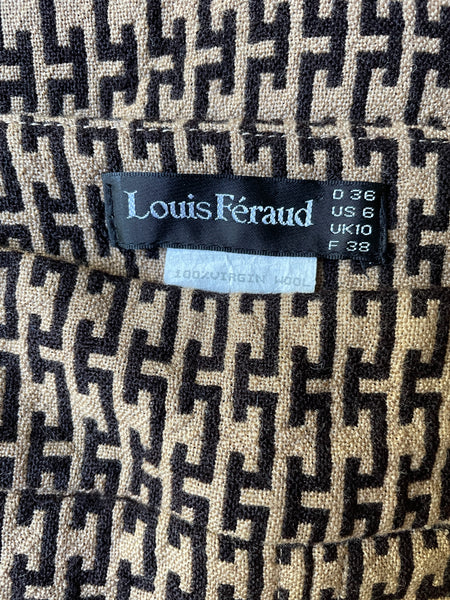 Louis Féraud
D 36
US 6
UK10
F 38
100%VIRGIN WOOL